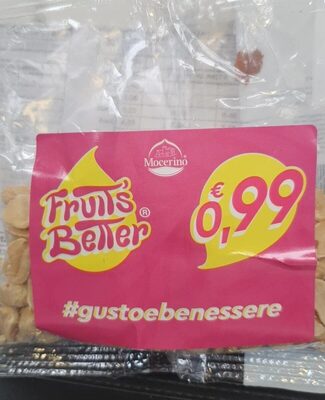 Mocerino
Fruits'
Better®
€
0,99
#gustoebenessere